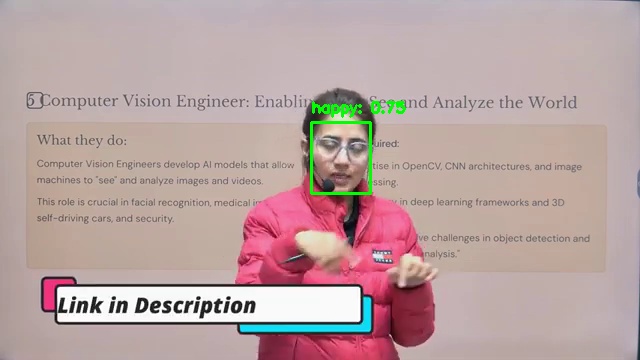 5 Computer Vision Engineer: Enablin
and Analyze the World
happy: 0.75
What they do:
Computer Vision Engineers develop AI models that allow
machines to "see" and analyze images and videos.
This role is crucial in facial recognition, medical
self-driving cars, and security.
uired:
tise in OpenCV, CNN architectures, and image
essing.
in deep learning frameworks and 3D
ve challenges in object detection and
analysis."
Link in Description